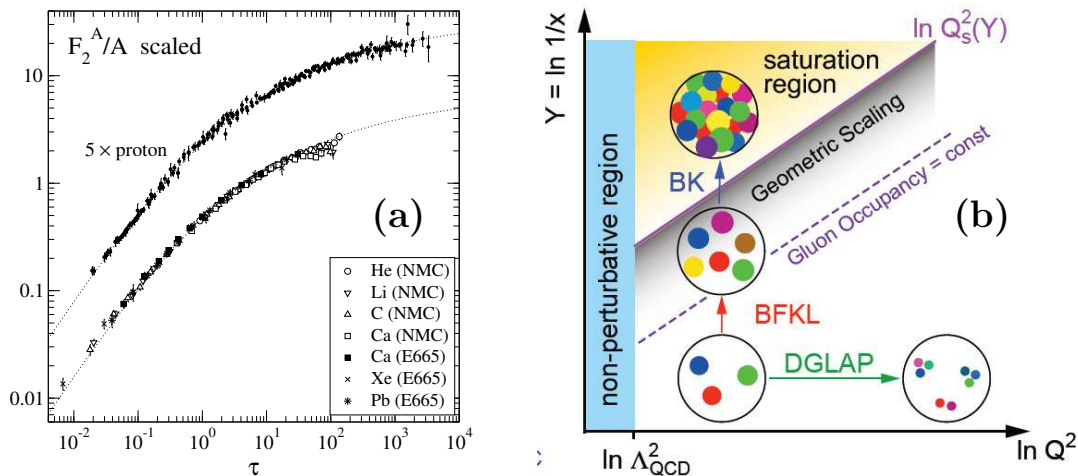 F₂ᴬ/A scaled
5 × proton
(a)
10
1
0.1
0.01
He (NMC)
Li (NMC)
C (NMC)
Ca (NMC)
Ca (E665)
Xe (E665)
Pb (E665)
10⁻² 10⁻¹ 10⁰ 10¹ 10² 10³ 10⁴
τ
Y = ln 1/x
non-perturbative region
ln Q²ₛ(Y)
saturation
region
Geometric Scaling
BK
Gluon Occupancy = const
(b)
BFKL
DGLAP
ln Λ²QCD
ln Q²